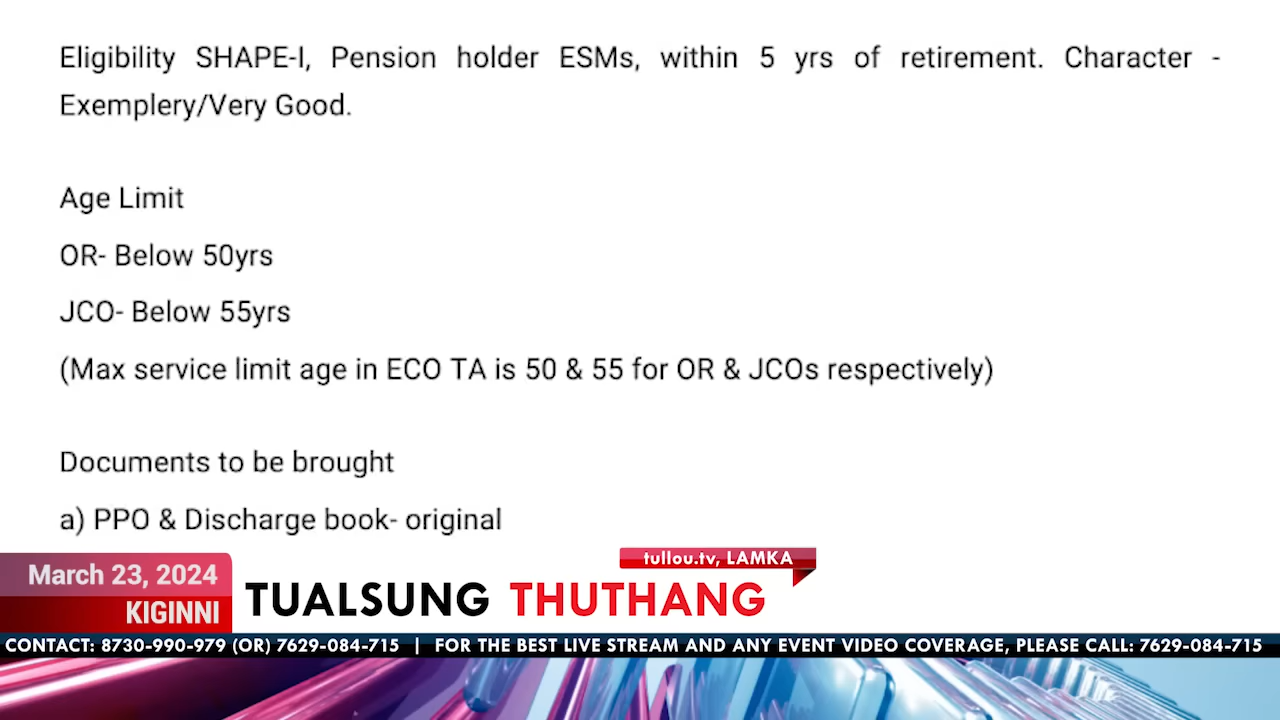 Eligibility SHAPE-I, Pension holder ESMs, within 5 yrs of retirement. Character -
Exemplery/Very Good.
Age Limit
OR- Below 50yrs
JCO- Below 55yrs
(Max service limit age in ECO TA is 50 & 55 for OR & JCOs respectively)
Documents to be brought
a) PPO & Discharge book- original
tullou.tv, LAMKA
March 23, 2024
KIGINNI
TUALSUNG THUTHANG
CONTACT: 8730-990-979 (OR) 7629-084-715 | FOR THE BEST LIVE STREAM AND ANY EVENT VIDEO COVERAGE, PLEASE CALL: 7629-084-715